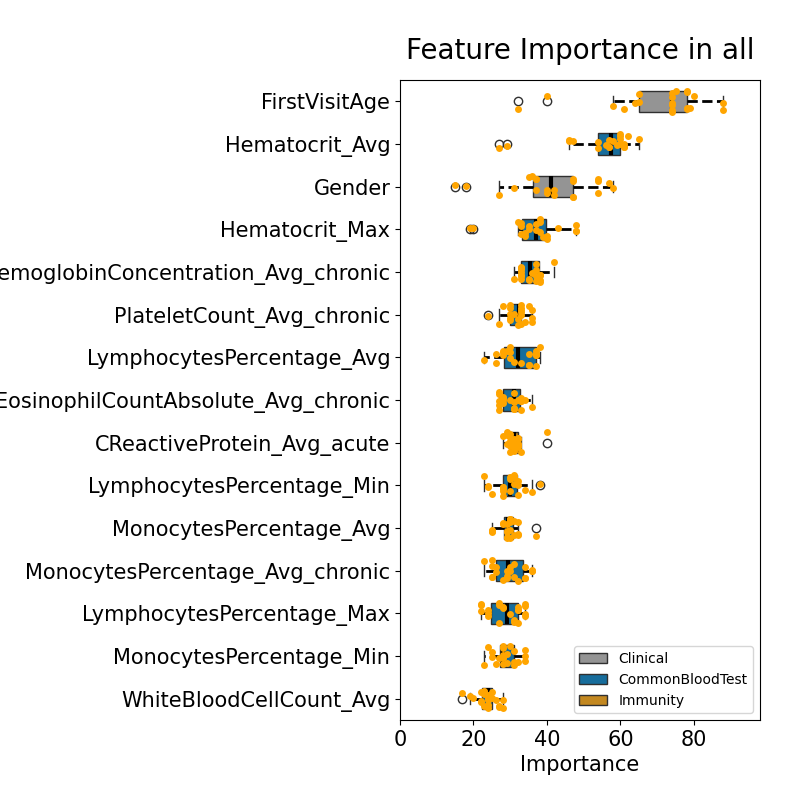 Feature Importance in all
FirstVisitAge
Hematocrit_Avg
Gender
Hematocrit_Max
emoglobinConcentration_Avg_chronic
PlateletCount_Avg_chronic
LymphocytesPercentage_Avg
EosinophilCountAbsolute_Avg_chronic
CReactiveProtein_Avg_acute
LymphocytesPercentage_Min
MonocytesPercentage_Avg
MonocytesPercentage_Avg_chronic
LymphocytesPercentage_Max
MonocytesPercentage_Min
WhiteBloodCellCount_Avg
Clinical
CommonBloodTest
Immunity
0 20 40 60 80
Importance